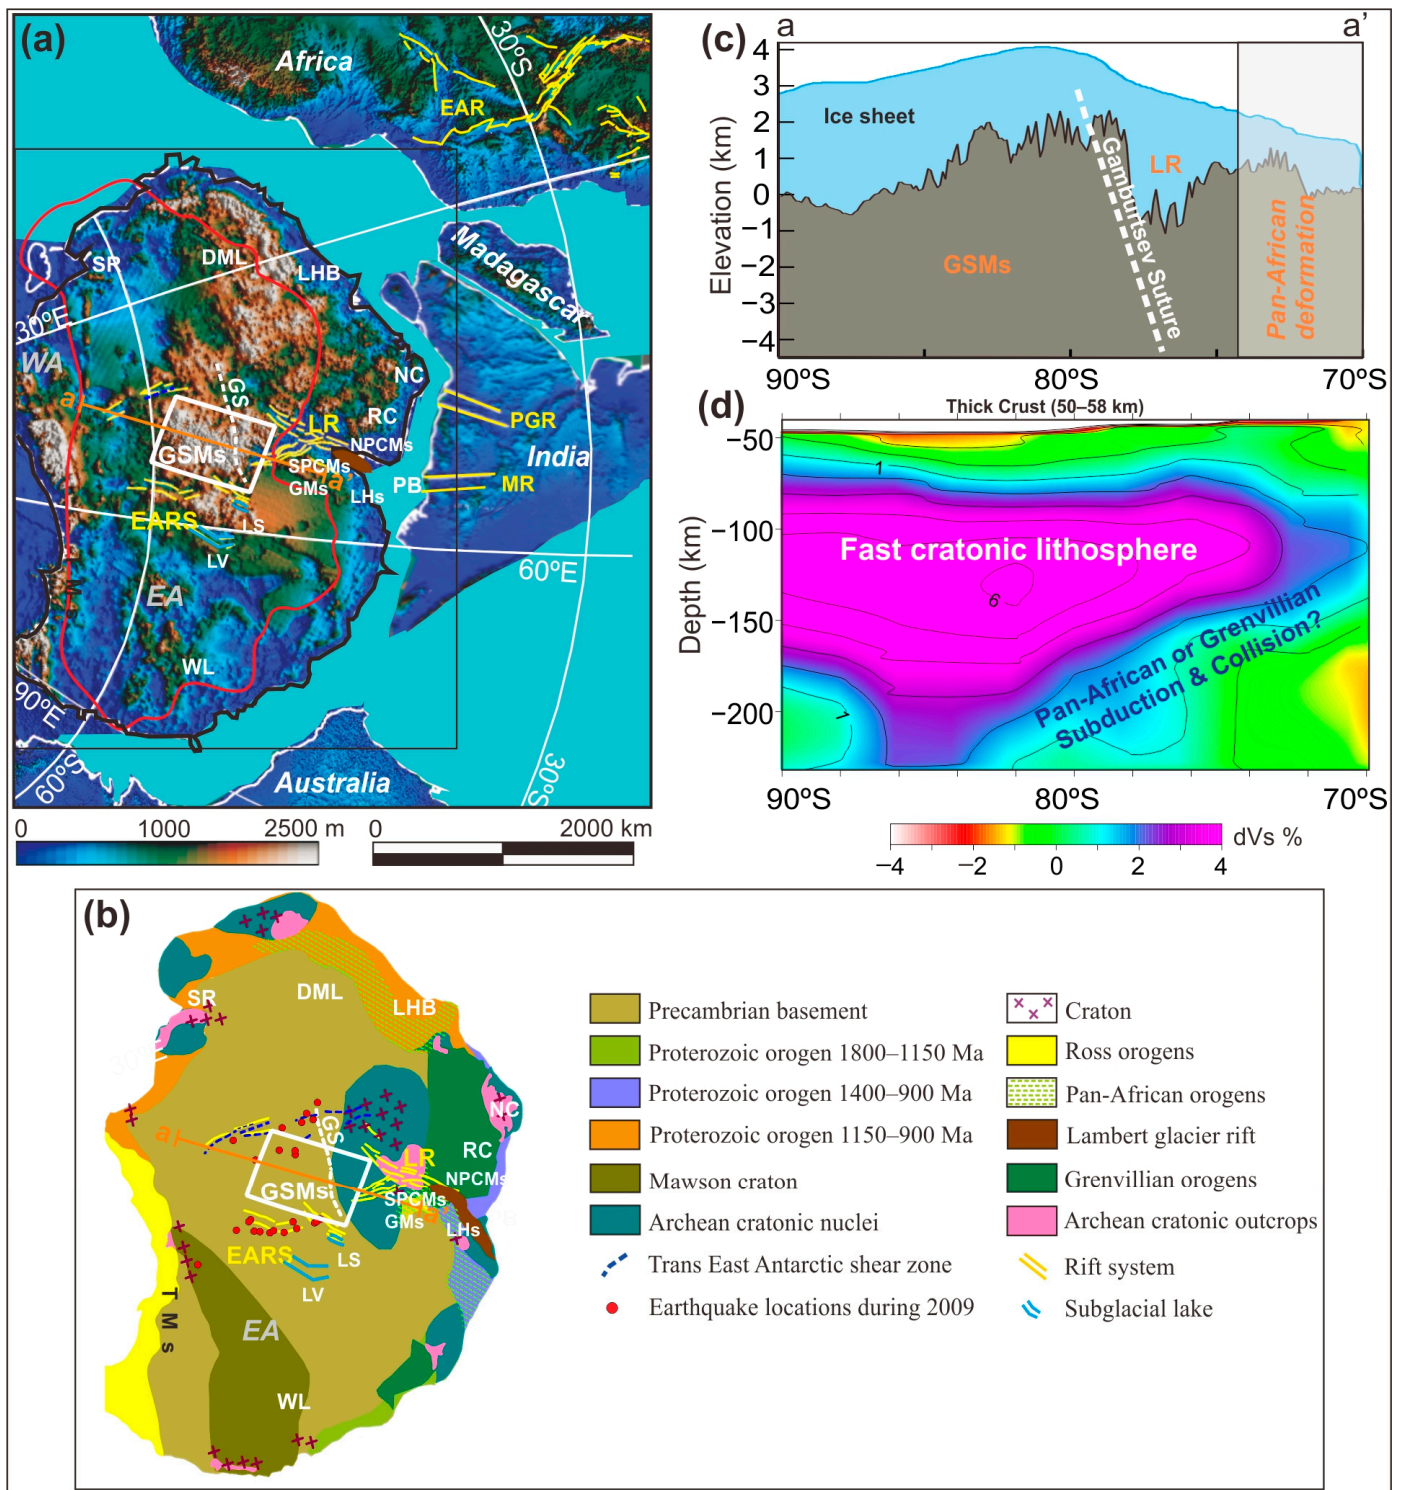 (a)
Africa
30ºS
EAR
Madagascar
SR
DML
LHB
30ºE
WA
NC
GS
a
LR
RC
PGR
NPCMs
GSMs
India
SPCMs
a'
GMs
LHs
PB
MR
EARS
LS
LV
60ºE
EA
WL
90ºE
60ºS
Australia
30ºS
0 1000 2500 m
0 2000 km
(c)
a a'
4
3
2
1
0
−1
−2
−3
−4
Elevation (km)
Ice sheet
LR
GSMs
Gamburtsev Suture
Pan-African
deformation
90ºS 80ºS 70ºS
(d)
Thick Crust (50–58 km)
−50
−100
−150
−200
Depth (km)
1
Fast cratonic lithosphere
6
1
Pan-African or Grenvillian
Subduction & Collision?
90ºS 80ºS 70ºS
−4 −2 0 2 4
dVs %
(b)
SR
DML
LHB
NC
a
GS
LR
RC
NPCMs
GSMs
SPCMs
GMs
LHs
EARS
LS
LV
TMs
EA
WL
Precambrian basement
Proterozoic orogen 1800–1150 Ma
Proterozoic orogen 1400–900 Ma
Proterozoic orogen 1150–900 Ma
Mawson craton
Archean cratonic nuclei
Trans East Antarctic shear zone
Earthquake locations during 2009
Craton
Ross orogens
Pan-African orogens
Lambert glacier rift
Grenvillian orogens
Archean cratonic outcrops
Rift system
Subglacial lake